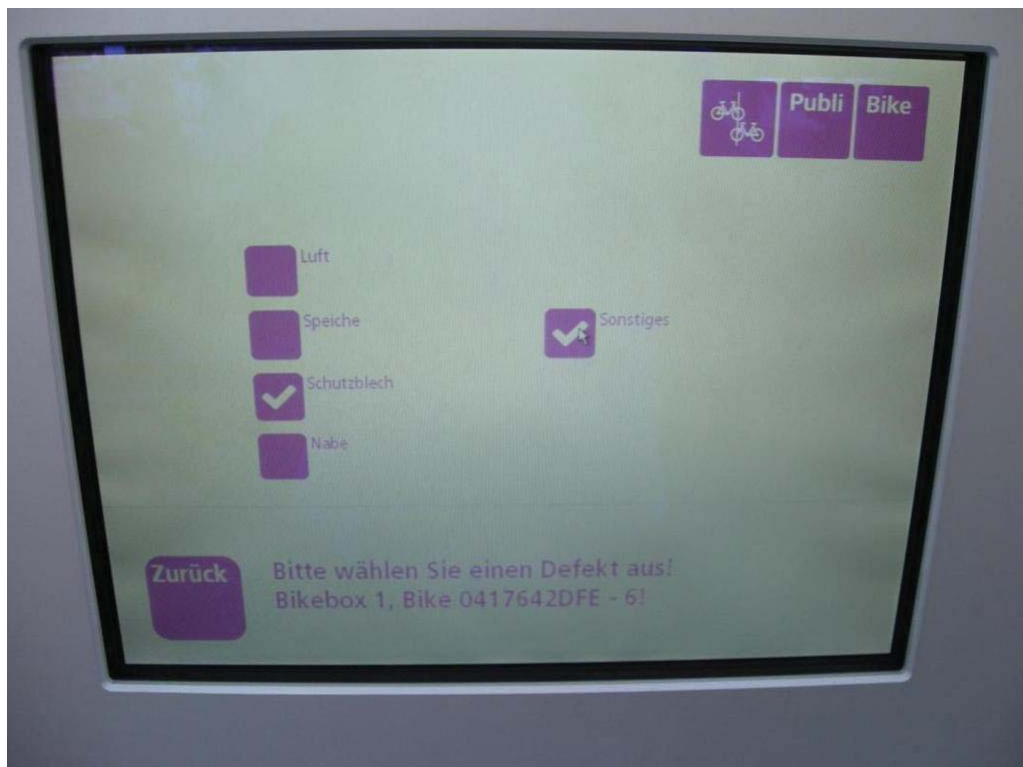 Publi Bike
Luft
Speiche
Sonstiges
Schutzblech
Nabe
Zurück
Bitte wählen Sie einen Defekt aus!
Bikebox 1, Bike 0417642DFE - 6!